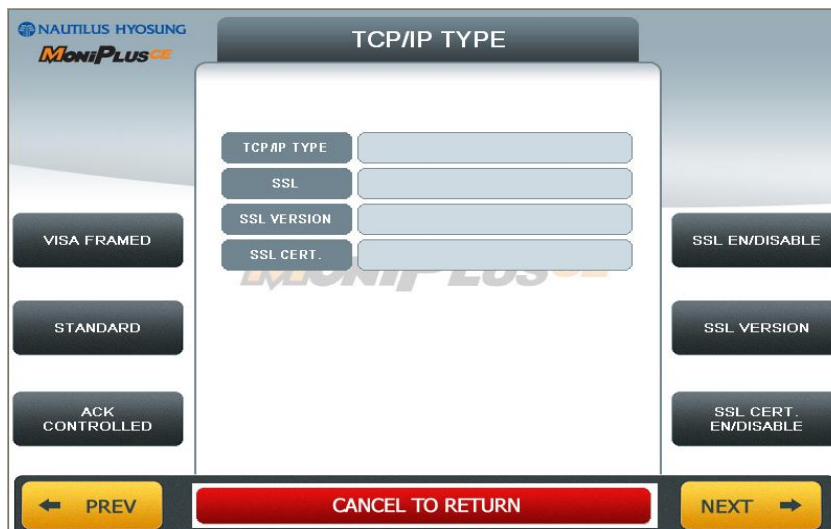 NAUTILUS HYOSUNG
MONIPLUSCE
TCP/IP TYPE
TCP/IP TYPE
SSL
SSL VERSION
SSL CERT.
MONIPLUSCE
VISA FRAMED
SSL EN/DISABLE
STANDARD
SSL VERSION
ACK
CONTROLLED
SSL CERT.
EN/DISABLE
PREV
CANCEL TO RETURN
NEXT